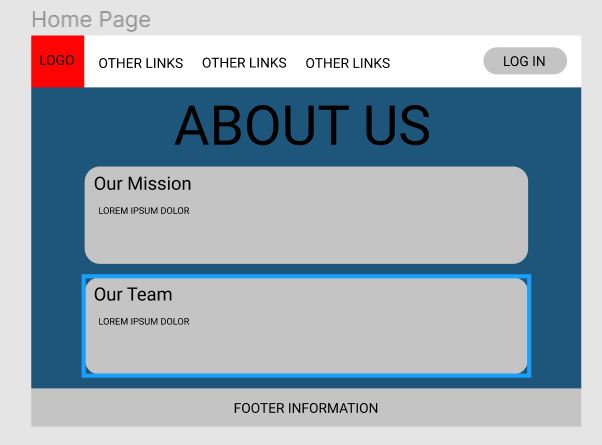 Home Page
LOGO
OTHER LINKS
OTHER LINKS
OTHER LINKS
LOG IN
ABOUT US
Our Mission
LOREM IPSUM DOLOR
Our Team
LOREM IPSUM DOLOR
FOOTER INFORMATION